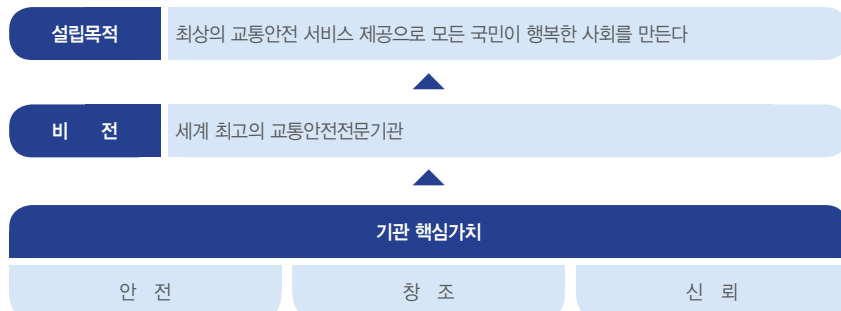 설립목적 최상의 교통안전 서비스 제공으로 모든 국민이 행복한 사회를 만든다
비 전 세계 최고의 교통안전전문기관
기관 핵심가치
안 전 창 조 신 뢰